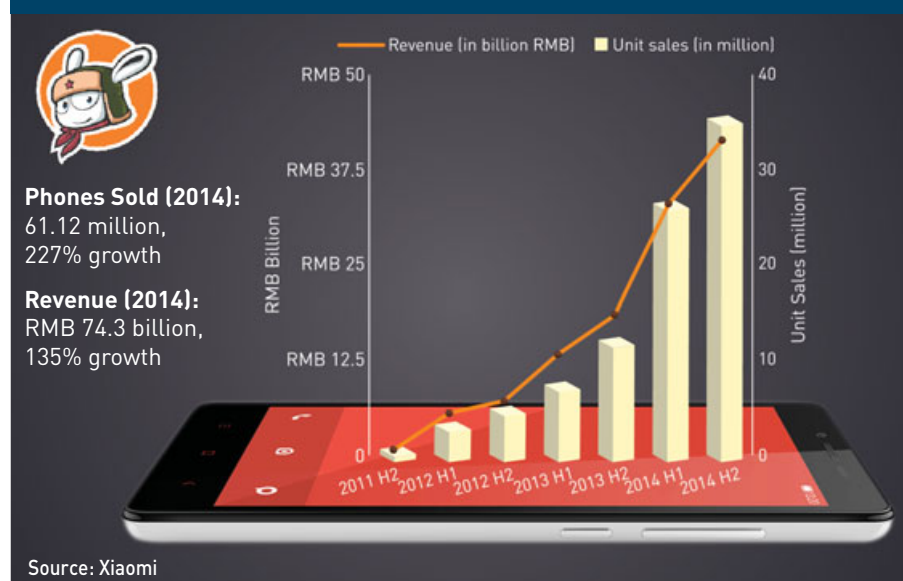 Revenue (in billion RMB)
Unit sales (in million)
Phones Sold (2014):
61.12 million,
227% growth
Revenue (2014):
RMB 74.3 billion,
135% growth
RMB Billion
RMB 50
RMB 37.5
RMB 25
RMB 12.5
0
40
30
20
10
0
Unit Sales (million)
2011 H2
2012 H1
2012 H2
2013 H1
2013 H2
2014 H1
2014 H2
Source: Xiaomi